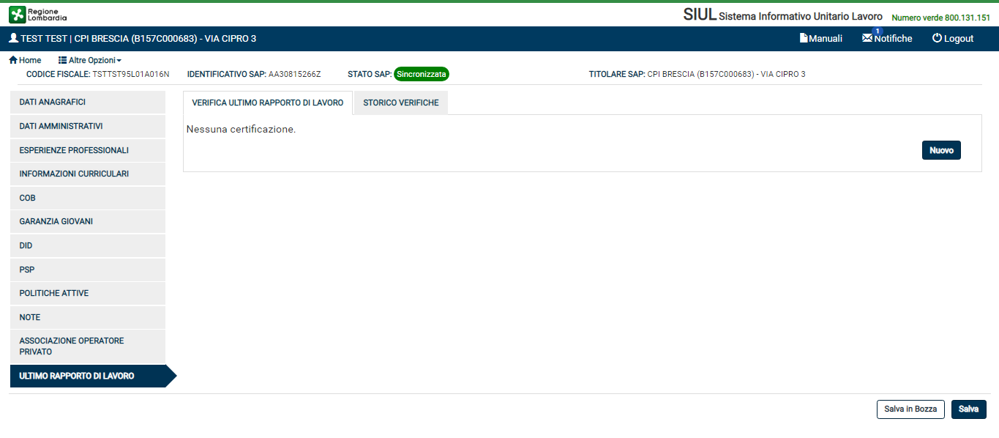 Regione
Lombardia
SIUL Sistema Informativo Unitario Lavoro Numero verde 800.131.151
TEST TEST | CPI BRESCIA (B157C000683) - VIA CIPRO 3
Manuali
1
Notifiche
Logout
Home
Altre Opzioni
CODICE FISCALE: TSTTST95L01A016N IDENTIFICATIVO SAP: AA30815266Z STATO SAP: Sincronizzata TITOLARE SAP: CPI BRESCIA (B157C000683) - VIA CIPRO 3
DATI ANAGRAFICI
DATI AMMINISTRATIVI
ESPERIENZE PROFESSIONALI
INFORMAZIONI CURRICULARI
COB
GARANZIA GIOVANI
DID
PSP
POLITICHE ATTIVE
NOTE
ASSOCIAZIONE OPERATORE
PRIVATO
ULTIMO RAPPORTO DI LAVORO
VERIFICA ULTIMO RAPPORTO DI LAVORO
STORICO VERIFICHE
Nessuna certificazione.
Nuovo
Salva in Bozza
Salva